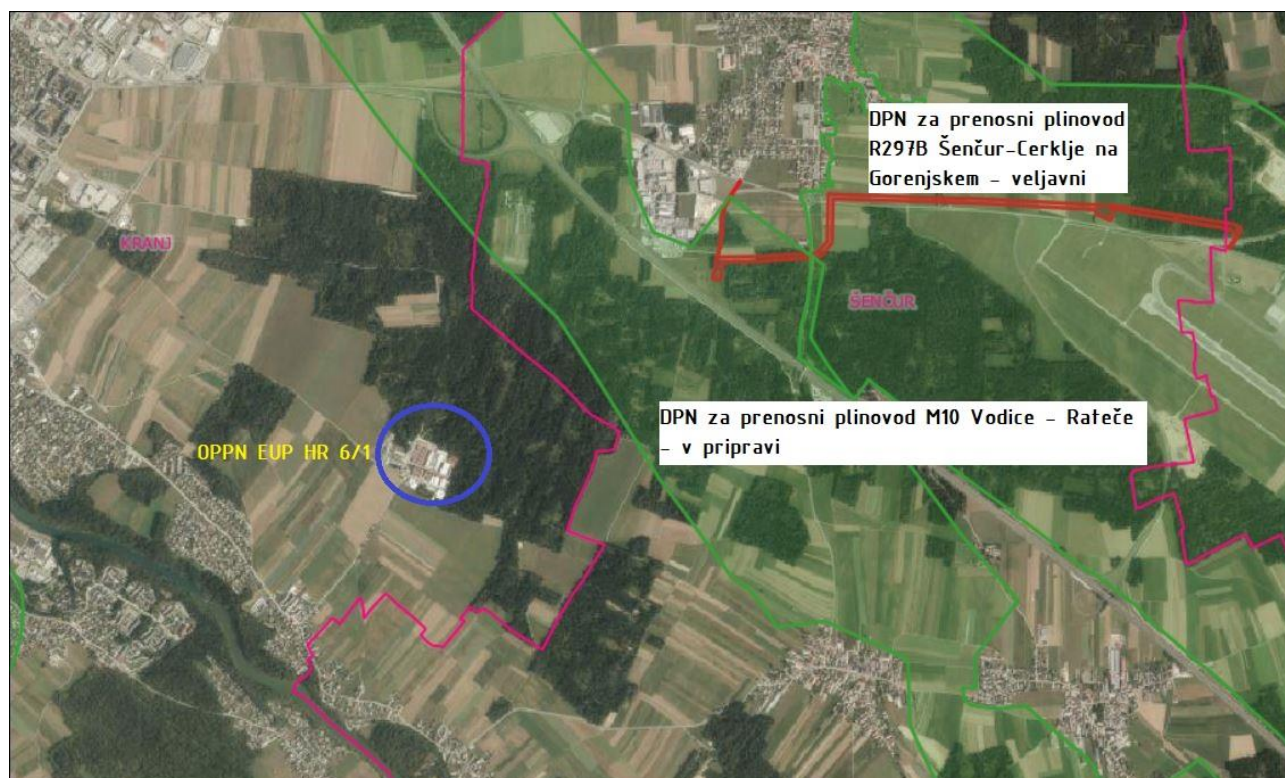 DPN za prenosni plinovod
R297B Šenčur-Cerklje na
Gorenjskem - veljavni
KRANJ
ŠENČUR
DPN za prenosni plinovod M10 Vodice - Rateče
- v pripravi
OPPN EUP HR 6/1